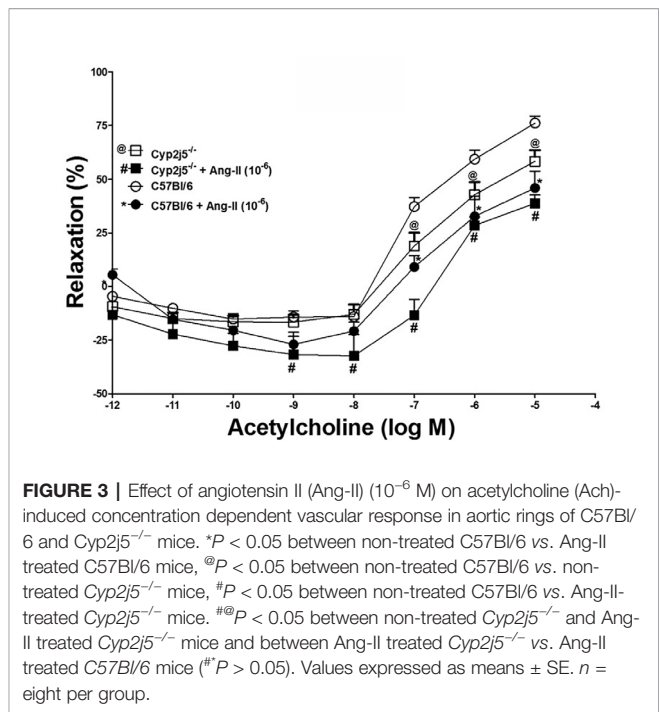 100
75
50
25
0
-50
-25
Relaxation (%)
@ Cyp2j5-/-
# Cyp2j5-/- + Ang-II (10-6)
C57Bl/6
* C57Bl/6 + Ang-II (10-6)
@
@
@
*
*
*
*
#
#
#
#
#
-12 -11 -10 -9 -8 -7 -6 -5 -4
Acetylcholine (log M)
FIGURE 3 | Effect of angiotensin II (Ang-II) (10−6 M) on acetylcholine (Ach)-
induced concentration dependent vascular response in aortic rings of C57Bl/
6 and Cyp2j5−/− mice. *P < 0.05 between non-treated C57Bl/6 vs. Ang-II
treated C57Bl/6 mice, @P < 0.05 between non-treated C57Bl/6 vs. non-
treated Cyp2j5−/− mice, #P < 0.05 between non-treated C57Bl/6 vs. Ang-II-
treated Cyp2j5−/− mice. #@P < 0.05 between non-treated Cyp2j5−/− and Ang-
II treated Cyp2j5−/− mice and between Ang-II treated Cyp2j5−/− vs. Ang-II
treated C57Bl/6 mice (#*P > 0.05). Values expressed as means ± SE. n =
eight per group.